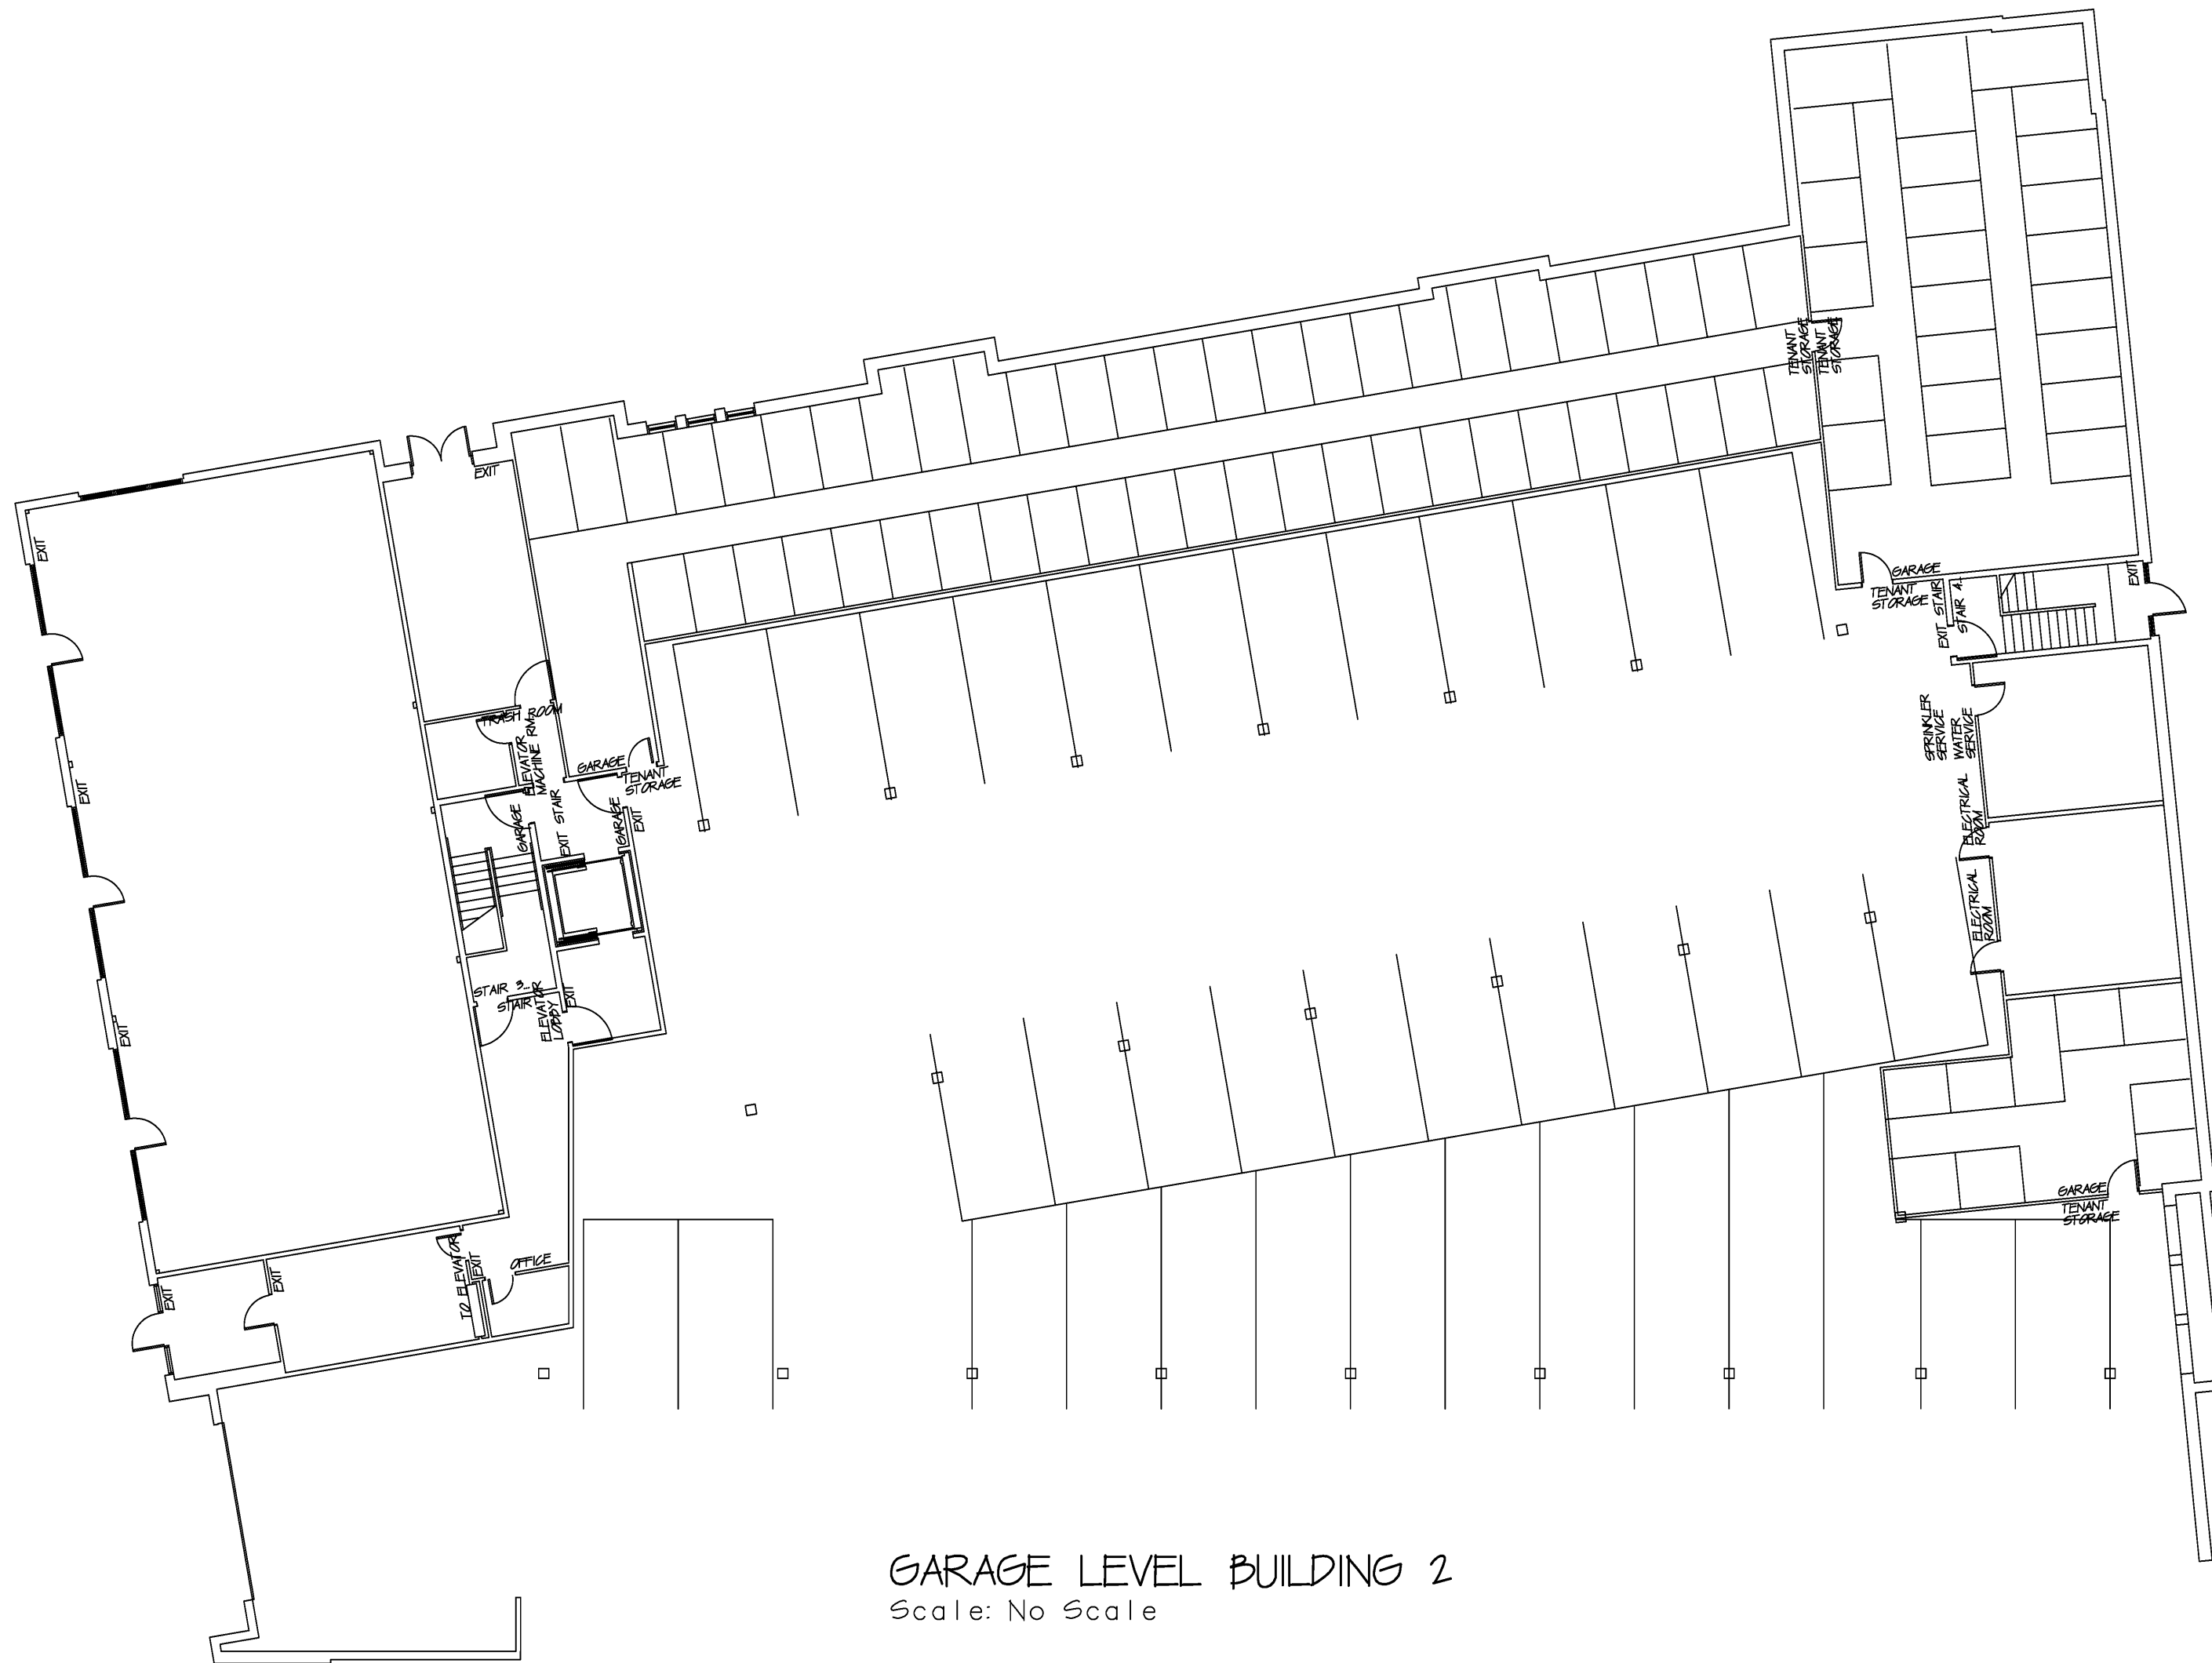 EXIT
TENANT
STORAGE
TENANT
STORAGE
EXIT
EXIT
GARAGE
TENANT
STORAGE
EXIT STAIR
STAIR 4...
EXIT
TRASH ROOM
ELEVATOR
MACHINE RM.
GARAGE
TENANT
STORAGE
SPRINKLER
SERVICE
WATER
SERVICE
EXIT
GARAGE
EXIT STAIR
GARAGE
EXIT
ELECTRICAL
ROOM
ELECTRICAL
ROOM
STAIR 3...
STAIR
ELEVATOR
LOBBY
EXIT
EXIT
GARAGE
TENANT
STORAGE
TO ELEVATOR
EXIT
OFFICE
EXIT
EXIT
GARAGE LEVEL BUILDING 2
Scale: No Scale